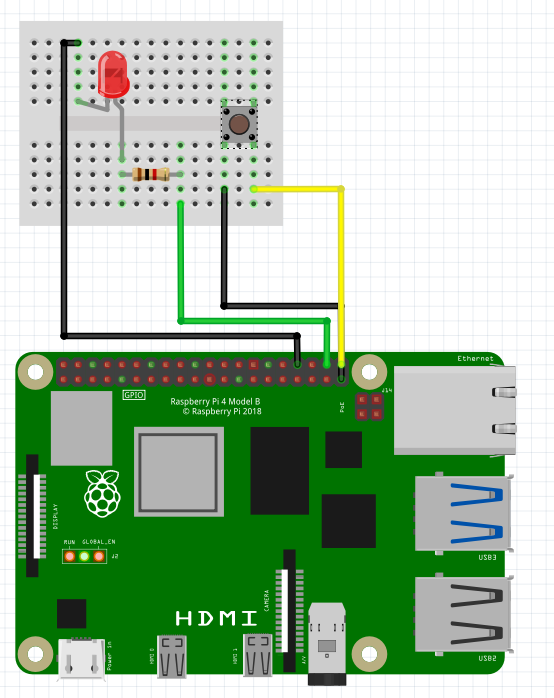 Ethernet
GPIO
Raspberry Pi 4 Model B
© Raspberry Pi 2018
PoE
J14
DISPLAY
RUN GLOBAL_EN
J2
USB3
CAMERA
HDMI
Power in
HDMI 0
HDMI 1
A/V
USB2